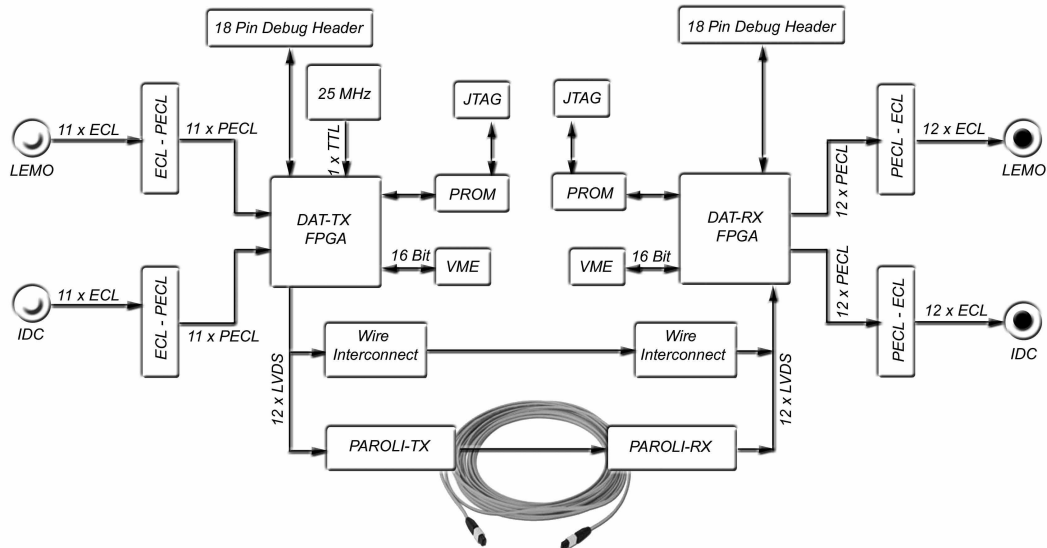 18 Pin Debug Header
18 Pin Debug Header
25 MHz
JTAG
JTAG
11 x ECL
ECL - PECL
11 x PECL
1 x TTL
LEMO
PROM
PROM
12 x PECL
PECL - ECL
12 x ECL
LEMO
DAT-TX
FPGA
DAT-RX
FPGA
16 Bit
VME
VME
16 Bit
11 x ECL
ECL - PECL
11 x PECL
IDC
12 x PECL
PECL - ECL
12 x ECL
IDC
Wire
Interconnect
Wire
Interconnect
12 x LVDS
12 x LVDS
PAROLI-TX
PAROLI-RX